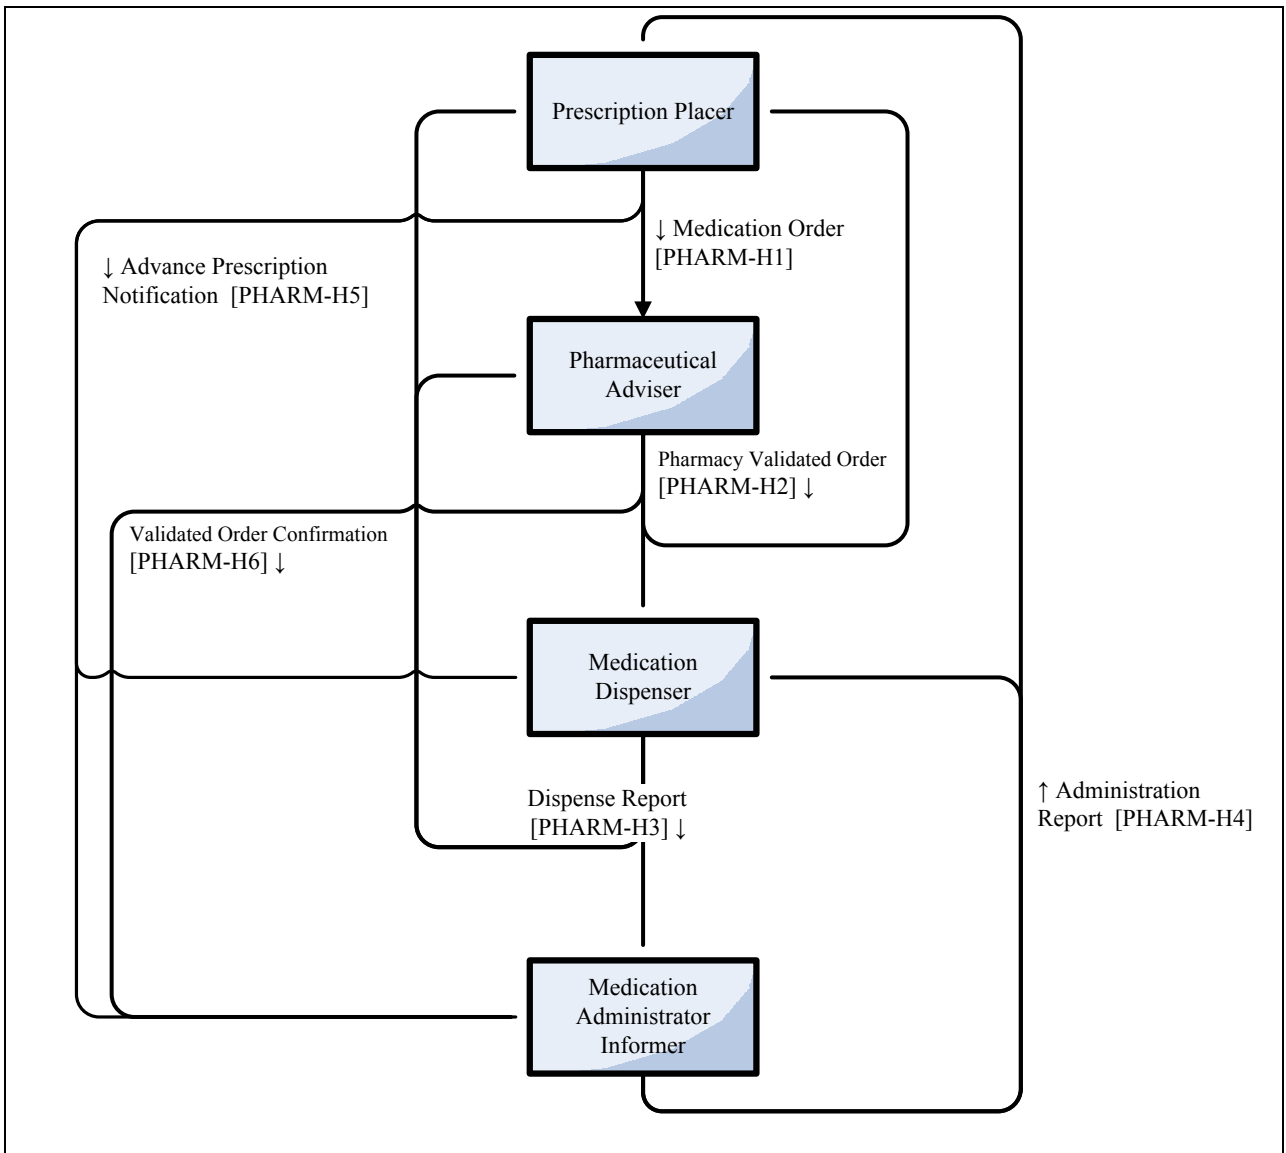 Prescription Placer
↓ Medication Order
[PHARM-H1]
↓ Advance Prescription
Notification [PHARM-H5]
Pharmaceutical
Adviser
Pharmacy Validated Order
[PHARM-H2] ↓
Validated Order Confirmation
[PHARM-H6] ↓
Medication
Dispenser
Dispense Report
[PHARM-H3] ↓
↑ Administration
Report [PHARM-H4]
Medication
Administrator
Informer